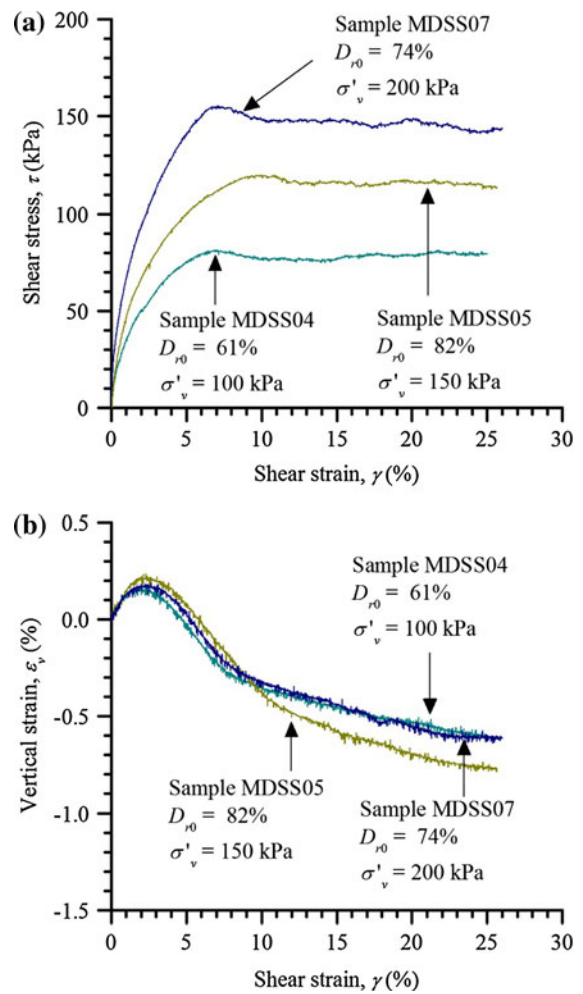 (a)
200
150
100
50
0
Shear stress, τ (kPa)
Sample MDSS07
D_r0 = 74%
σ'_v = 200 kPa
Sample MDSS04
D_r0 = 61%
σ'_v = 100 kPa
Sample MDSS05
D_r0 = 82%
σ'_v = 150 kPa
0 5 10 15 20 25 30
Shear strain, γ (%)
(b)
0.5
0.0
-0.5
-1.0
-1.5
Vertical strain, ε_v (%)
Sample MDSS04
D_r0 = 61%
σ'_v = 100 kPa
Sample MDSS05
D_r0 = 82%
σ'_v = 150 kPa
Sample MDSS07
D_r0 = 74%
σ'_v = 200 kPa
0 5 10 15 20 25 30
Shear strain, γ (%)